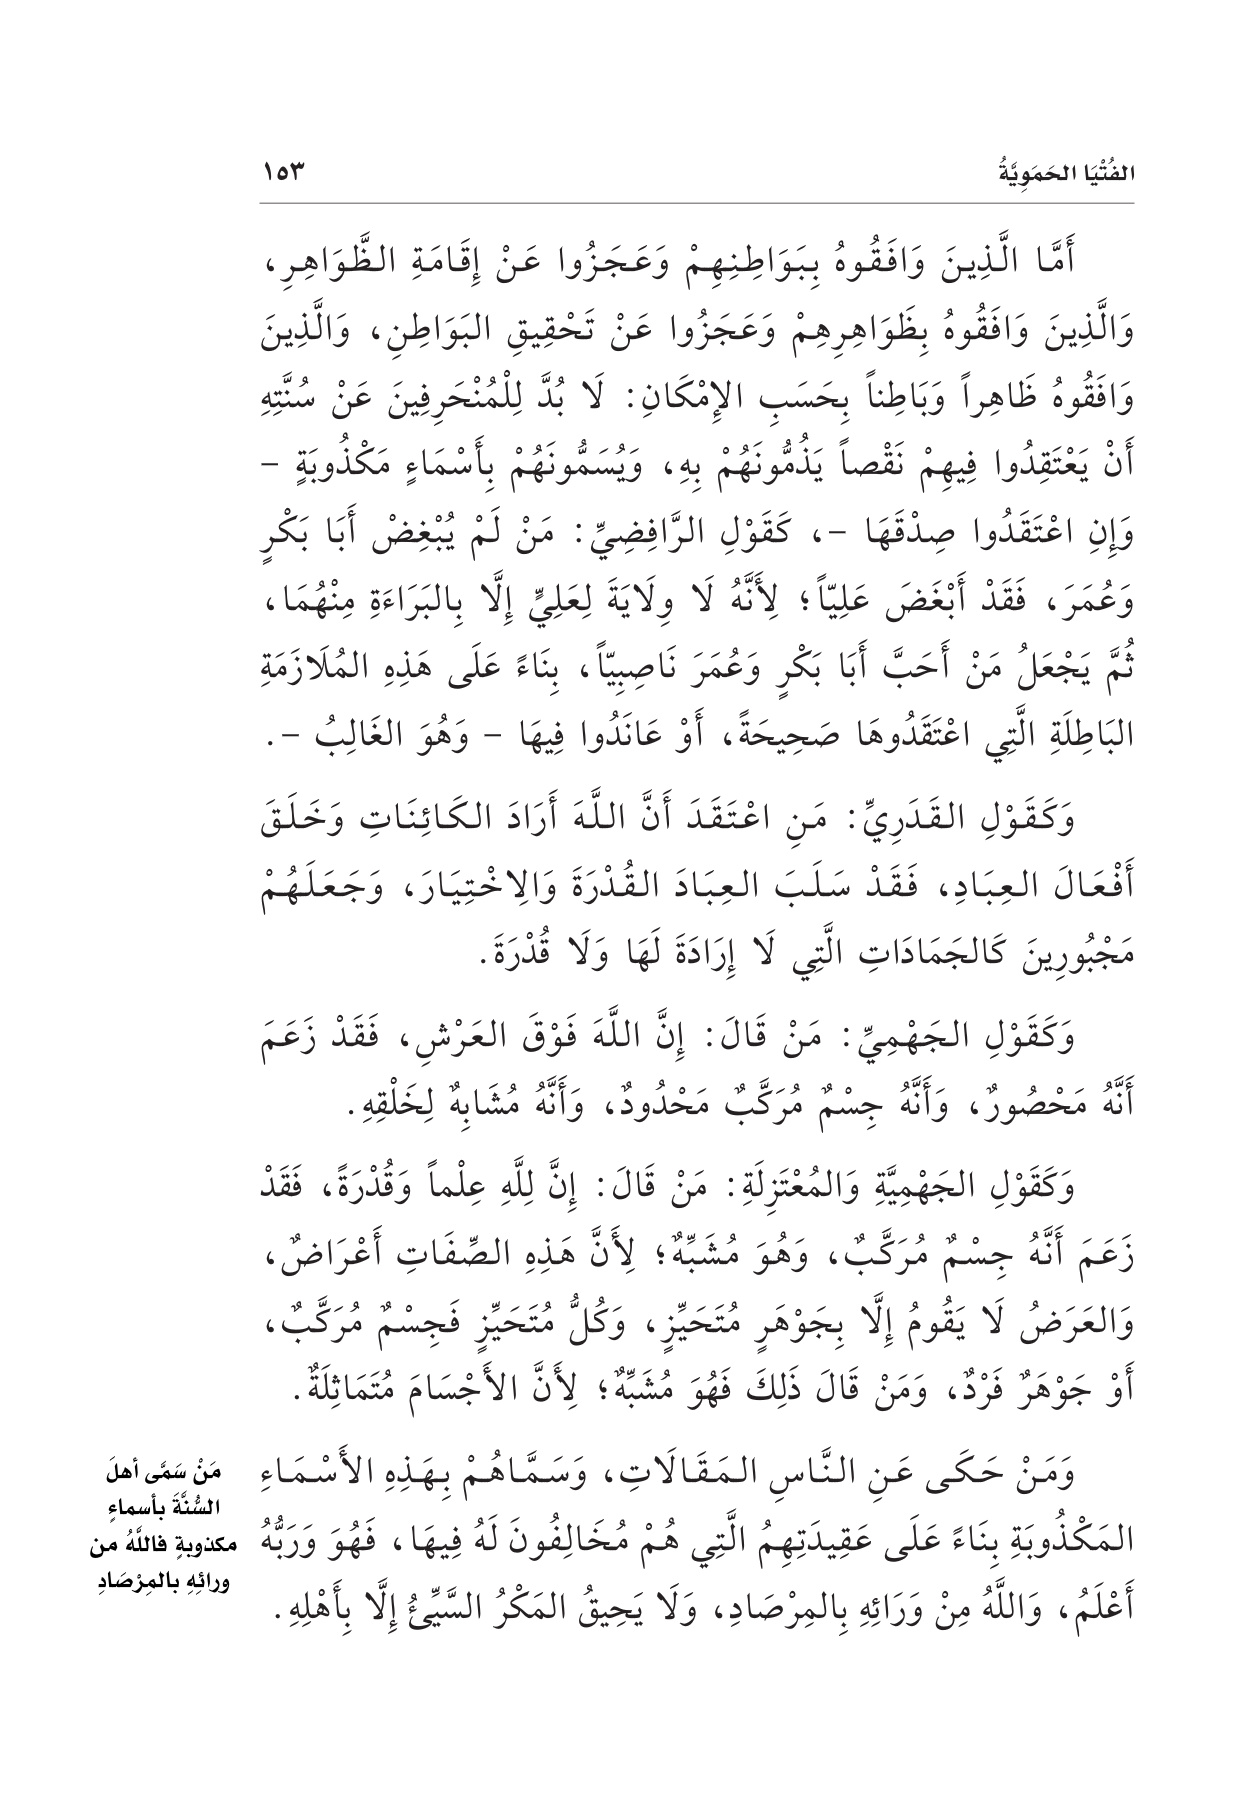 الفُتْيَا الحَمَوِيَّةُ
١٥٣
أَمَّا الَّذِينَ وَافَقُوهُ بِبَوَاطِنِهِمْ وَعَجَزُوا عَنْ إِقَامَةِ الظَّوَاهِرِ،
وَالَّذِينَ وَافَقُوهُ بِظَوَاهِرِهِمْ وَعَجَزُوا عَنْ تَحْقِيقِ البَوَاطِنِ، وَالَّذِينَ
وَافَقُوهُ ظَاهِراً وَبَاطِناً بِحَسَبِ الإِمْكَانِ: لَا بُدَّ لِلْمُنْحَرِفِينَ عَنْ سُنَّتِهِ
أَنْ يَعْتَقِدُوا فِيهِمْ نَقْصاً يَذُمُّونَهُمْ بِهِ، وَيُسَمُّونَهُمْ بِأَسْمَاءٍ مَكْذُوبَةٍ -
وَإِنِ اعْتَقَدُوا صِدْقَهَا -، كَقَوْلِ الرَّافِضِيِّ: مَنْ لَمْ يُبْغِضْ أَبَا بَكْرٍ
وَعُمَرَ، فَقَدْ أَبْغَضَ عَلِيّاً؛ لِأَنَّهُ لَا وِلَايَةَ لِعَلِيٍّ إِلَّا بِالبَرَاءَةِ مِنْهُمَا،
ثُمَّ يَجْعَلُ مَنْ أَحَبَّ أَبَا بَكْرٍ وَعُمَرَ نَاصِبِيّاً، بِنَاءً عَلَى هَذِهِ المُلَازَمَةِ
البَاطِلَةِ الَّتِي اعْتَقَدُوهَا صَحِيحَةً، أَوْ عَانَدُوا فِيهَا - وَهُوَ الغَالِبُ -.
وَكَقَوْلِ القَدَرِيِّ: مَنِ اعْتَقَدَ أَنَّ اللَّهَ أَرَادَ الكَائِنَاتِ وَخَلَقَ
أَفْعَالَ العِبَادِ، فَقَدْ سَلَبَ العِبَادَ القُدْرَةَ وَالِاخْتِيَارَ، وَجَعَلَهُمْ
مَجْبُورِينَ كَالجَمَادَاتِ الَّتِي لَا إِرَادَةَ لَهَا وَلَا قُدْرَةَ.
وَكَقَوْلِ الجَهْمِيِّ: مَنْ قَالَ: إِنَّ اللَّهَ فَوْقَ العَرْشِ، فَقَدْ زَعَمَ
أَنَّهُ مَحْصُورٌ، وَأَنَّهُ جِسْمٌ مُرَكَّبٌ مَحْدُودٌ، وَأَنَّهُ مُشَابِهٌ لِخَلْقِهِ.
وَكَقَوْلِ الجَهْمِيَّةِ وَالمُعْتَزِلَةِ: مَنْ قَالَ: إِنَّ لِلَّهِ عِلْماً وَقُدْرَةً، فَقَدْ
زَعَمَ أَنَّهُ جِسْمٌ مُرَكَّبٌ، وَهُوَ مُشَبِّهٌ؛ لِأَنَّ هَذِهِ الصِّفَاتِ أَعْرَاضٌ،
وَالعَرَضُ لَا يَقُومُ إِلَّا بِجَوْهَرٍ مُتَحَيِّزٍ، وَكُلُّ مُتَحَيِّزٍ فَجِسْمٌ مُرَكَّبٌ،
أَوْ جَوْهَرٌ فَرْدٌ، وَمَنْ قَالَ ذَلِكَ فَهُوَ مُشَبِّهٌ؛ لِأَنَّ الأَجْسَامَ مُتَمَاثِلَةٌ.
وَمَنْ حَكَى عَنِ النَّاسِ المَقَالَاتِ، وَسَمَّاهُمْ بِهَذِهِ الأَسْمَاءِ
المَكْذُوبَةِ بِنَاءً عَلَى عَقِيدَتِهِمُ الَّتِي هُمْ مُخَالِفُونَ لَهُ فِيهَا، فَهُوَ وَرَبُّهُ
أَعْلَمُ، وَاللَّهُ مِنْ وَرَائِهِ بِالمِرْصَادِ، وَلَا يَحِيقُ المَكْرُ السَّيِّئُ إِلَّا بِأَهْلِهِ.
مَنْ سَمَّى أهلَ
السُّنَّةَ بأسماءٍ
مكذوبةٍ فاللَّهُ من
ورائِهِ بالمِرْصَادِ